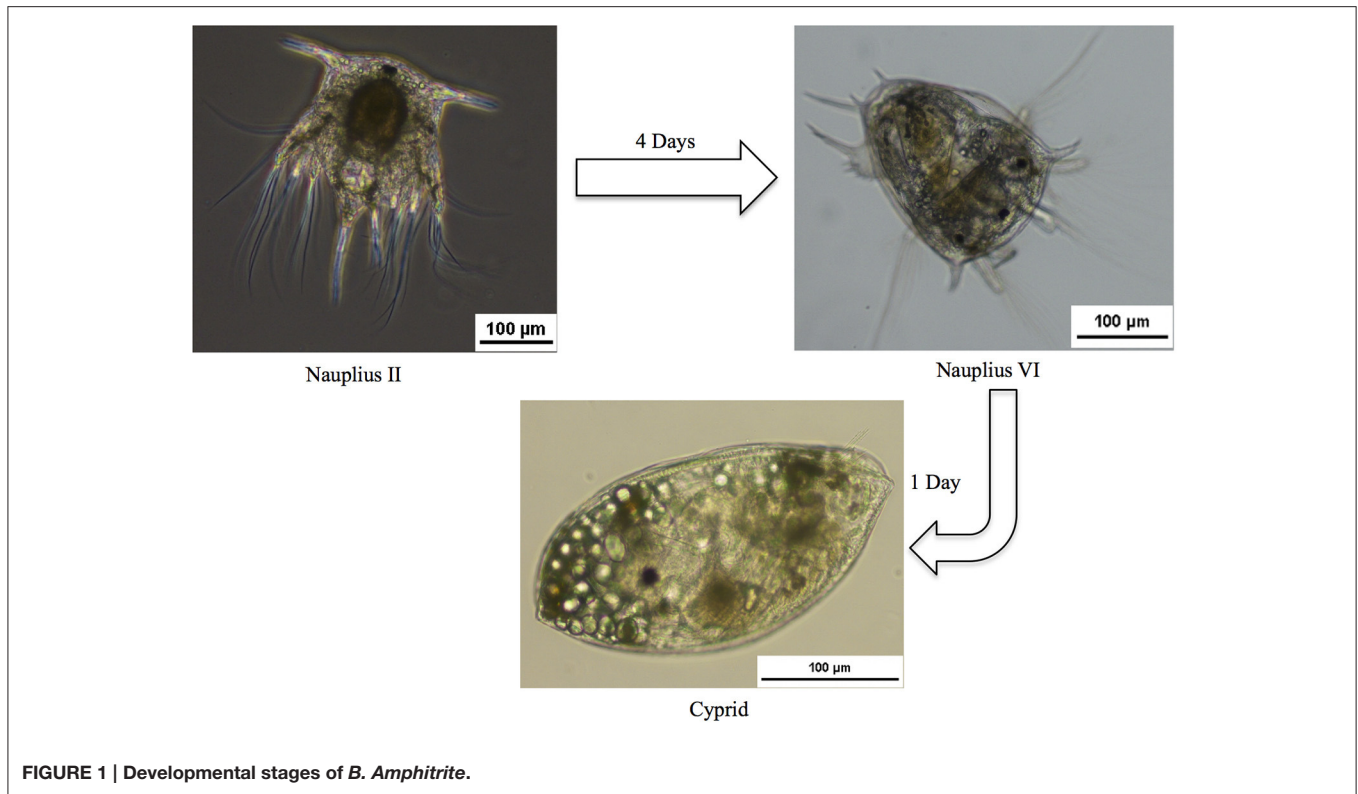 100 µm
4 Days
100 µm
Nauplius II
Nauplius VI
1 Day
100 µm
Cyprid
FIGURE 1 | Developmental stages of B. Amphitrite.